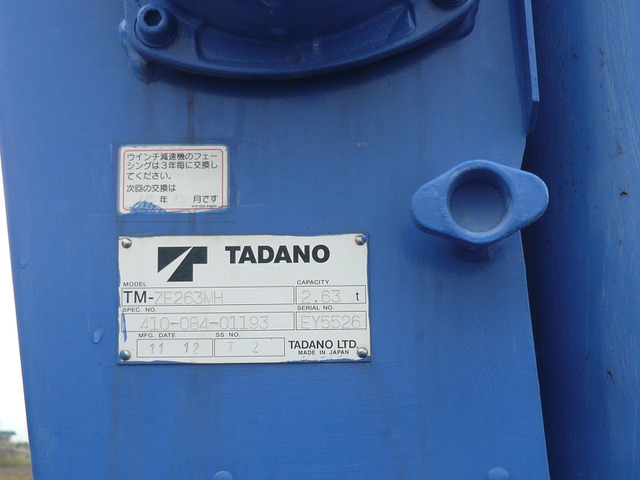 ウインチ減速機のフェー
シングは3年毎に交換し
てください。
次回の交換は
年 月です
TADANO
MODEL CAPACITY
TM-ZE263MH 2.63 t
SPEC. NO. SERIAL NO.
410-084-01193 EY5526
MFG. DATE SS NO.
11 12 T 2 TADANO LTD.
MADE IN JAPAN